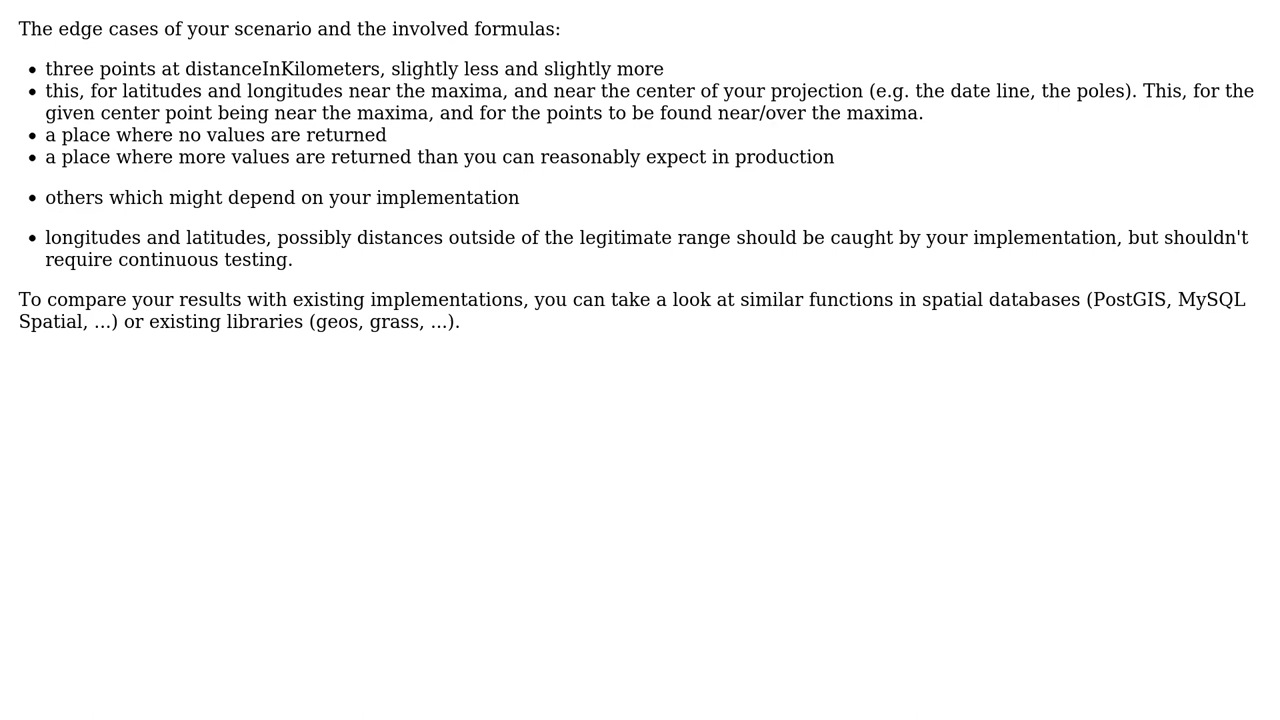 The edge cases of your scenario and the involved formulas:
• three points at distanceInKilometers, slightly less and slightly more
• this, for latitudes and longitudes near the maxima, and near the center of your projection (e.g. the date line, the poles). This, for the
given center point being near the maxima, and for the points to be found near/over the maxima.
• a place where no values are returned
• a place where more values are returned than you can reasonably expect in production
• others which might depend on your implementation
• longitudes and latitudes, possibly distances outside of the legitimate range should be caught by your implementation, but shouldn't
require continuous testing.
To compare your results with existing implementations, you can take a look at similar functions in spatial databases (PostGIS, MySQL
Spatial, ...) or existing libraries (geos, grass, ...).